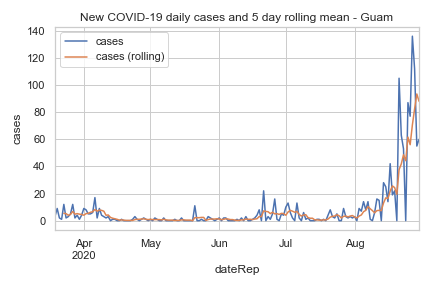 New COVID-19 daily cases and 5 day rolling mean - Guam
cases
cases (rolling)
140
120
100
80
60
40
20
0
cases
Apr
2020
May
Jun
Jul
Aug
dateRep